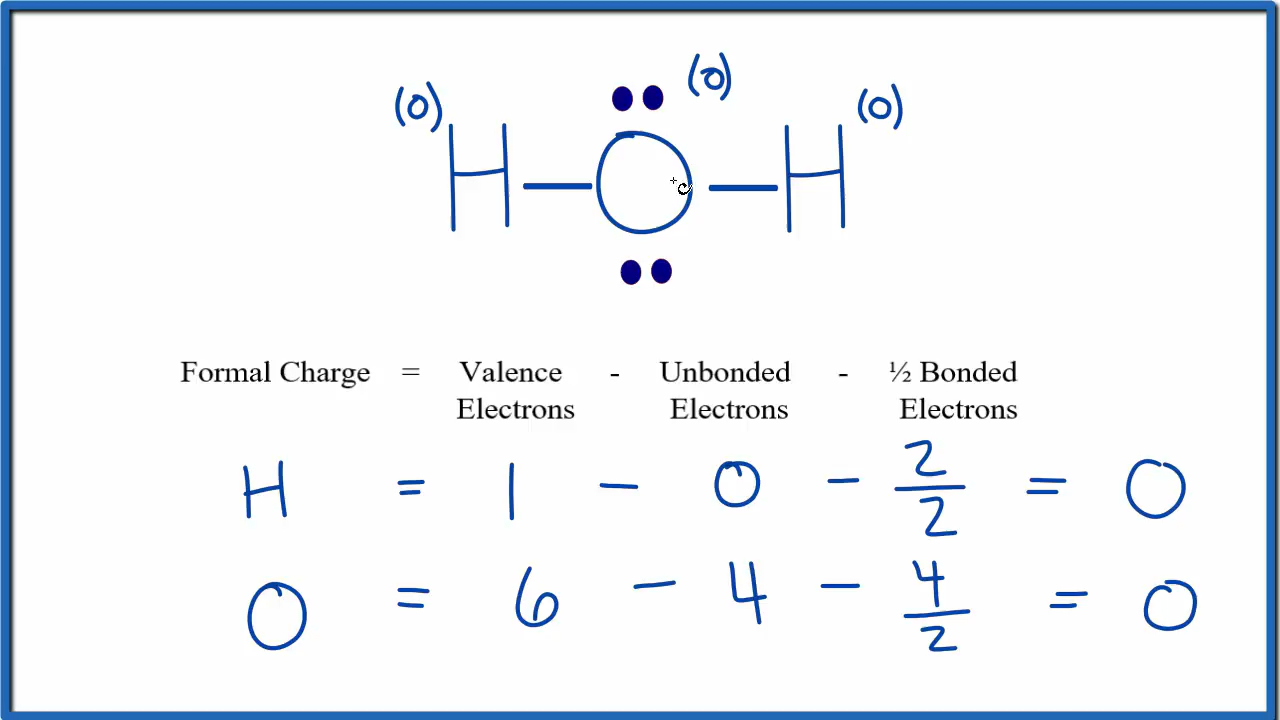 (0) (0) (0)
H — O — H
Formal Charge = Valence - Unbonded - ½ Bonded
Electrons Electrons Electrons
H = 1 - 0 - 2/2 = 0
O = 6 - 4 - 4/2 = 0